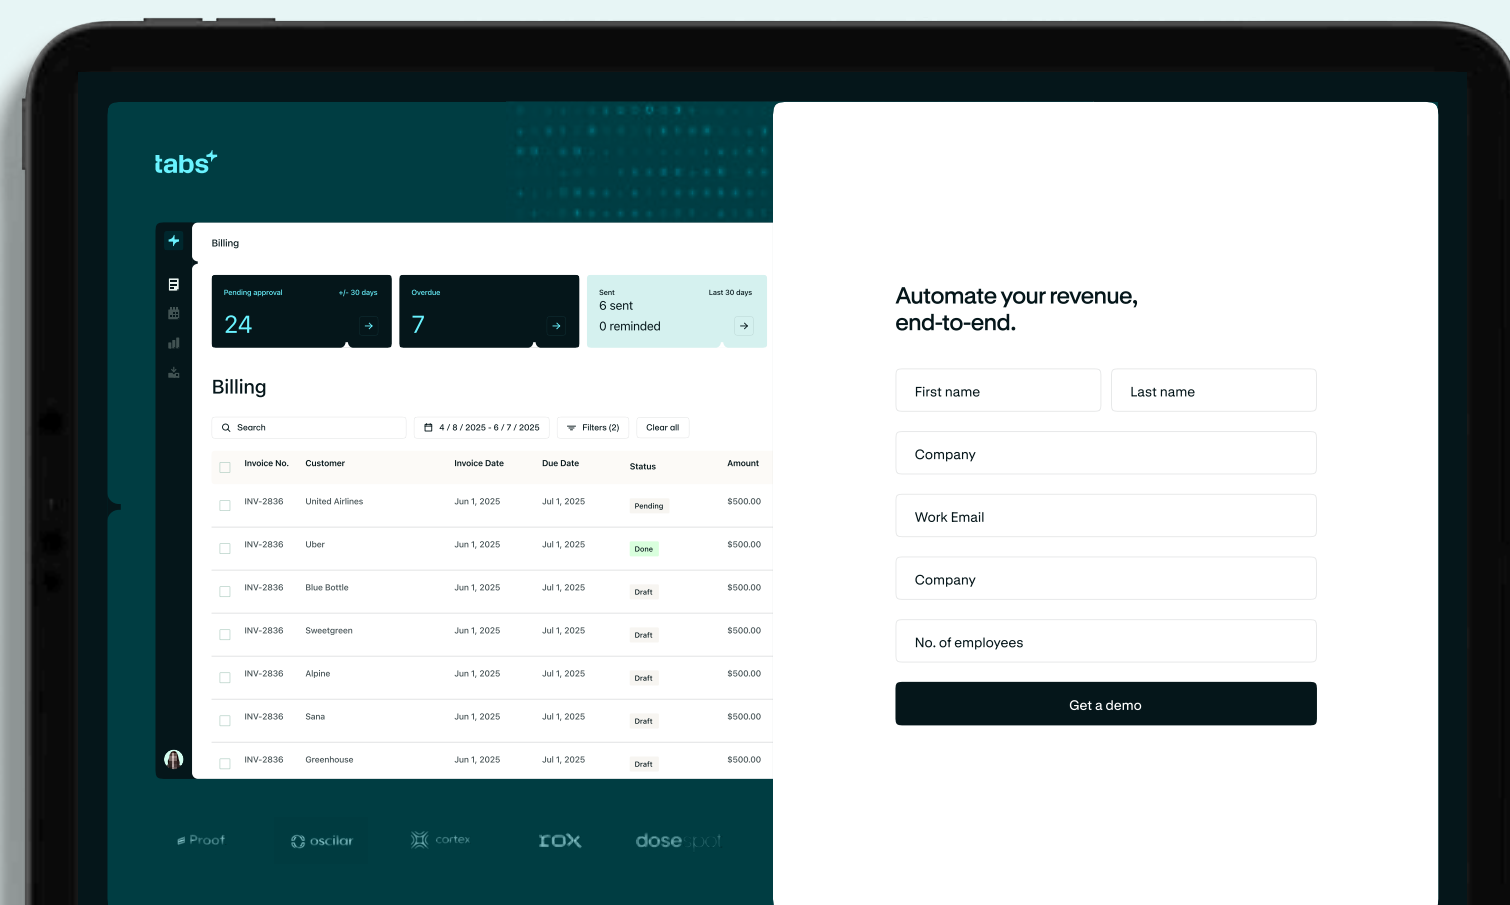 tabs
Billing
Pending approval +/- 30 days
24
Overdue
7
Sent Last 30 days
6 sent
0 reminded
Billing
Search 4 / 8 / 2025 - 6 / 7 / 2025 Filters (2) Clear all
Invoice No. Customer Invoice Date Due Date Status Amount
INV-2836 United Airlines Jun 1, 2025 Jul 1, 2025 Pending $500.00
INV-2836 Uber Jun 1, 2025 Jul 1, 2025 Done $500.00
INV-2836 Blue Bottle Jun 1, 2025 Jul 1, 2025 Draft $500.00
INV-2836 Sweetgreen Jun 1, 2025 Jul 1, 2025 Draft $500.00
INV-2836 Alpine Jun 1, 2025 Jul 1, 2025 Draft $500.00
INV-2836 Sana Jun 1, 2025 Jul 1, 2025 Draft $500.00
INV-2836 Greenhouse Jun 1, 2025 Jul 1, 2025 Draft $500.00
Proof oscilar cortex rox dosespot
Automate your revenue,
end-to-end.
First name Last name
Company
Work Email
Company
No. of employees
Get a demo